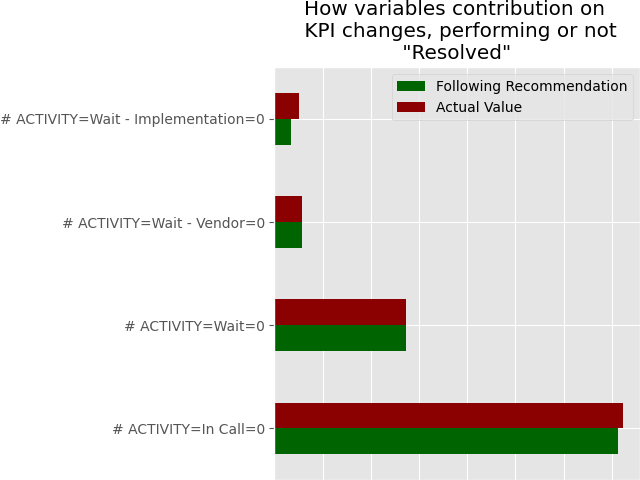 How variables contribution on
KPI changes, performing or not
"Resolved"
Following Recommendation
Actual Value
# ACTIVITY=Wait - Implementation=0
# ACTIVITY=Wait - Vendor=0
# ACTIVITY=Wait=0
# ACTIVITY=In Call=0